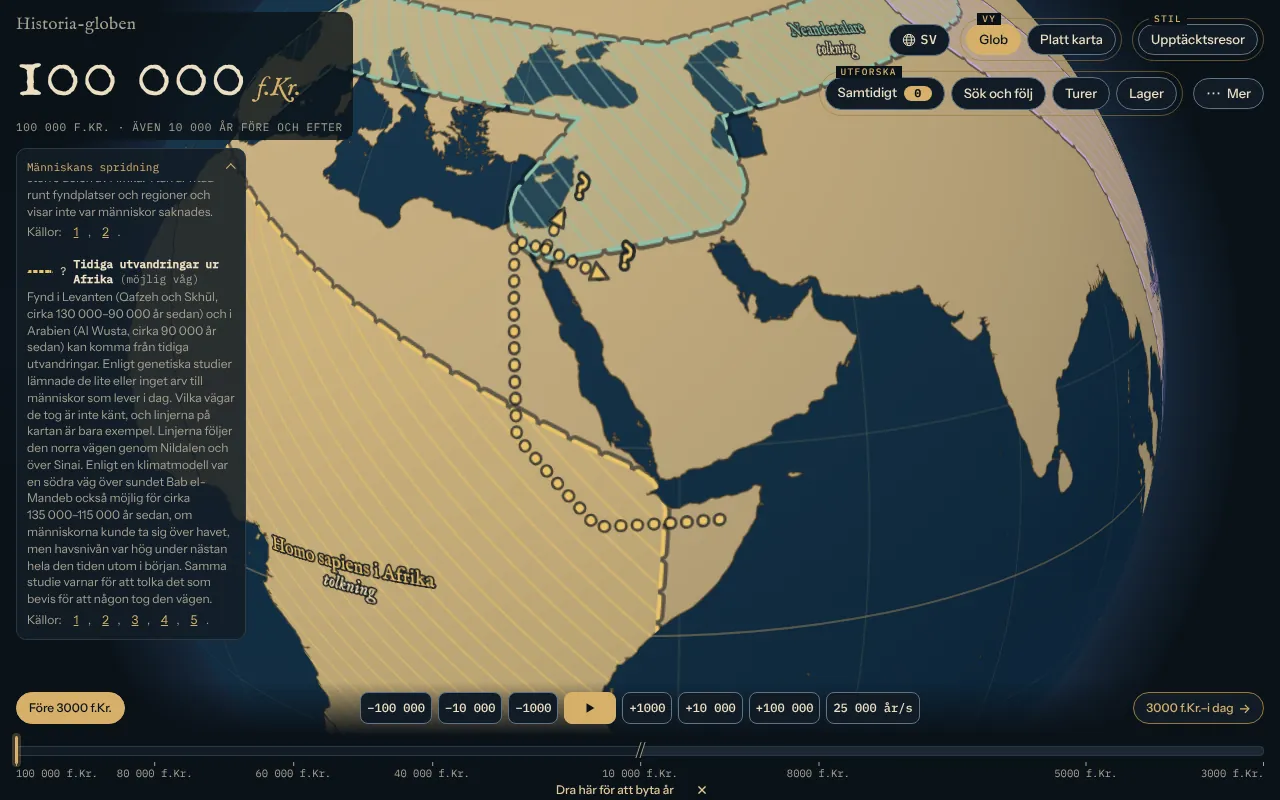 Historia-globen
100 000 f.Kr.
100 000 F.KR. · ÄVEN 10 000 ÅR FÖRE OCH EFTER
VY
SV
Glob
Platt karta
STIL
Upptäcktsresor
UTFORSKA
Samtidigt 0
Sök och följ
Turer
Lager
··· Mer
Människans spridning
runt fyndplatser och regioner och
visar inte var människor saknades.
Källor: 1 , 2 .
? Tidiga utvandringar ur
Afrika (möjlig våg)
Fynd i Levanten (Qafzeh och Skhūl,
cirka 130 000–90 000 år sedan) och i
Arabien (Al Wusta, cirka 90 000 år
sedan) kan komma från tidiga
utvandringar. Enligt genetiska studier
lämnade de lite eller inget arv till
människor som lever i dag. Vilka vägar
de tog är inte känt, och linjerna på
kartan är bara exempel. Linjerna följer
den norra vägen genom Nildalen och
över Sinai. Enligt en klimatmodell var
en södra väg över sundet Bab el-
Mandeb också möjlig för cirka
135 000–115 000 år sedan, om
människorna kunde ta sig över havet,
men havsnivån var hög under nästan
hela den tiden utom i början. Samma
studie varnar för att tolka det som
bevis för att någon tog den vägen.
Källor: 1 , 2 , 3 , 4 , 5 .
Neandertalare
tolkning
?
?
Homo sapiens i Afrika
tolkning
Före 3000 f.Kr.
−100 000
−10 000
−1000
+1000
+10 000
+100 000
25 000 år/s
3000 f.Kr.–i dag →
100 000 f.Kr.
80 000 f.Kr.
60 000 f.Kr.
40 000 f.Kr.
10 000 f.Kr.
8000 f.Kr.
5000 f.Kr.
3000 f.Kr.
Dra här för att byta år ✕